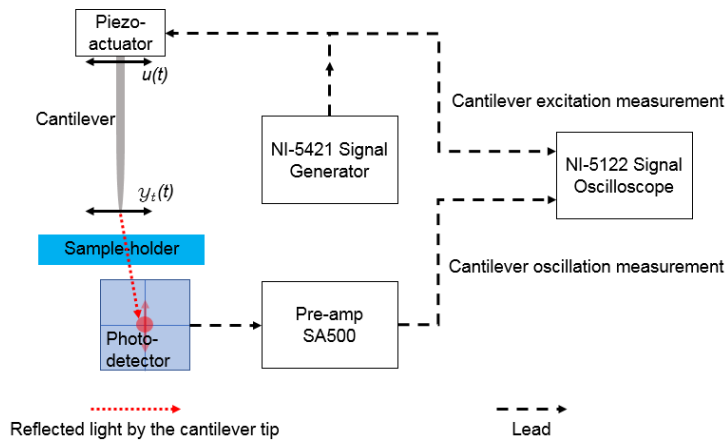 Piezo-
actuator
u(t)
Cantilever excitation measurement
Cantilever
NI-5421 Signal
Generator
NI-5122 Signal
Oscilloscope
yₜ(t)
Sample-holder
Cantilever oscillation measurement
Photo-
detector
Pre-amp
SA500
Reflected light by the cantilever tip
Lead